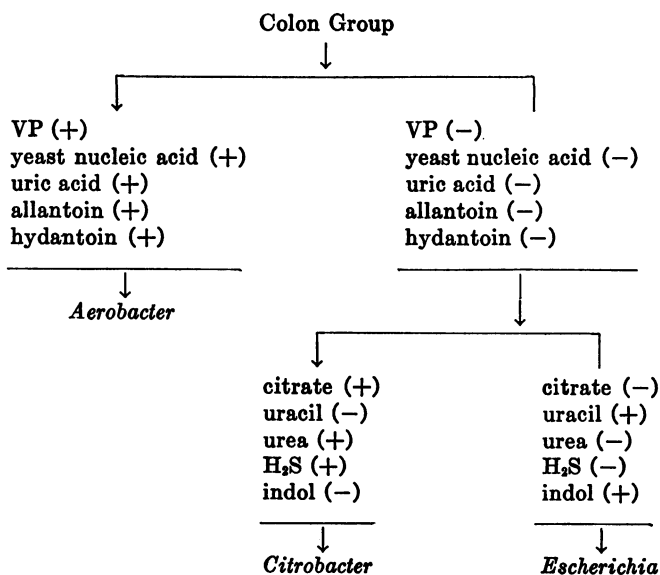 Colon Group
VP (+)
yeast nucleic acid (+)
uric acid (+)
allantoin (+)
hydantoin (+)
Aerobacter
VP (−)
yeast nucleic acid (−)
uric acid (−)
allantoin (−)
hydantoin (−)
citrate (+)
uracil (−)
urea (+)
H₂S (+)
indol (−)
Citrobacter
citrate (−)
uracil (+)
urea (−)
H₂S (−)
indol (+)
Escherichia